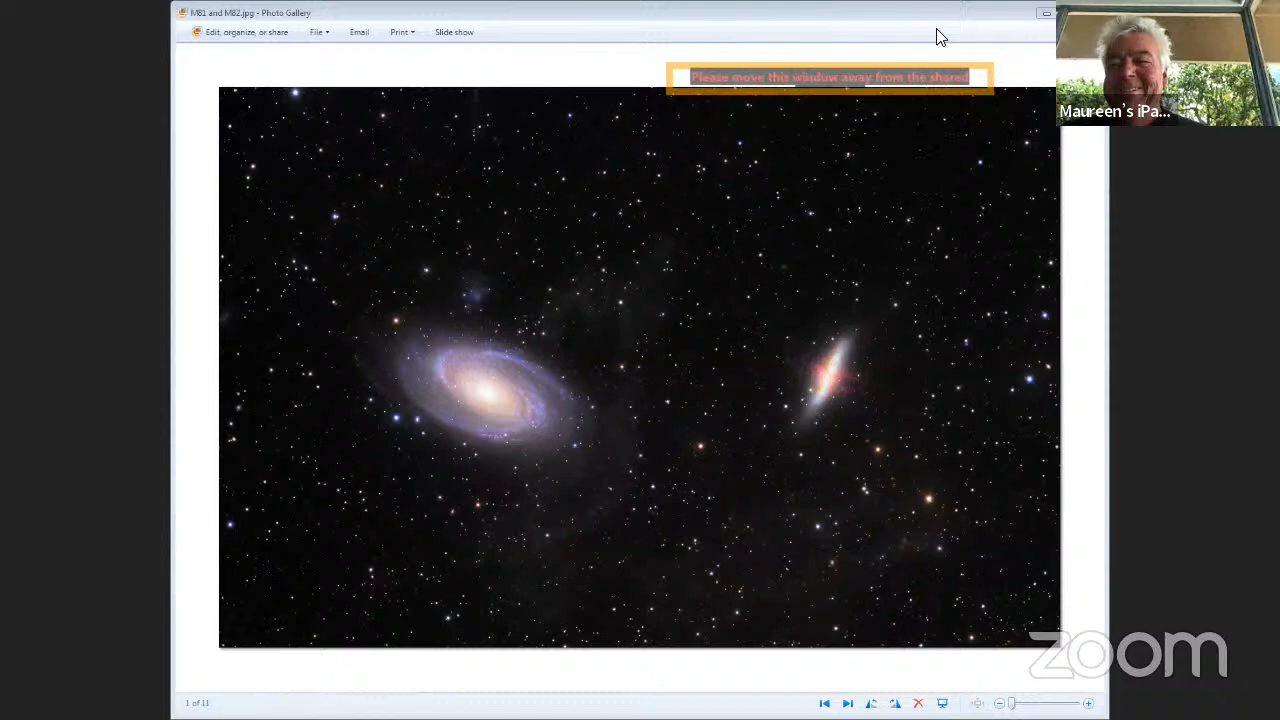 M81 and M82.jpg - Photo Gallery
Edit, organize, or share File Email Print Slide show
Please move this window away from the shared
Maureen's iPa...
zoom
1 of 11